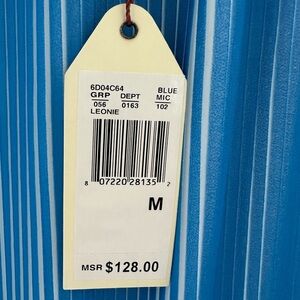 6D04C64 BLUE
GRP DEPT MIC
056 0163 102
LEONIE
8 07220 28135 2
M
MSR $128.00